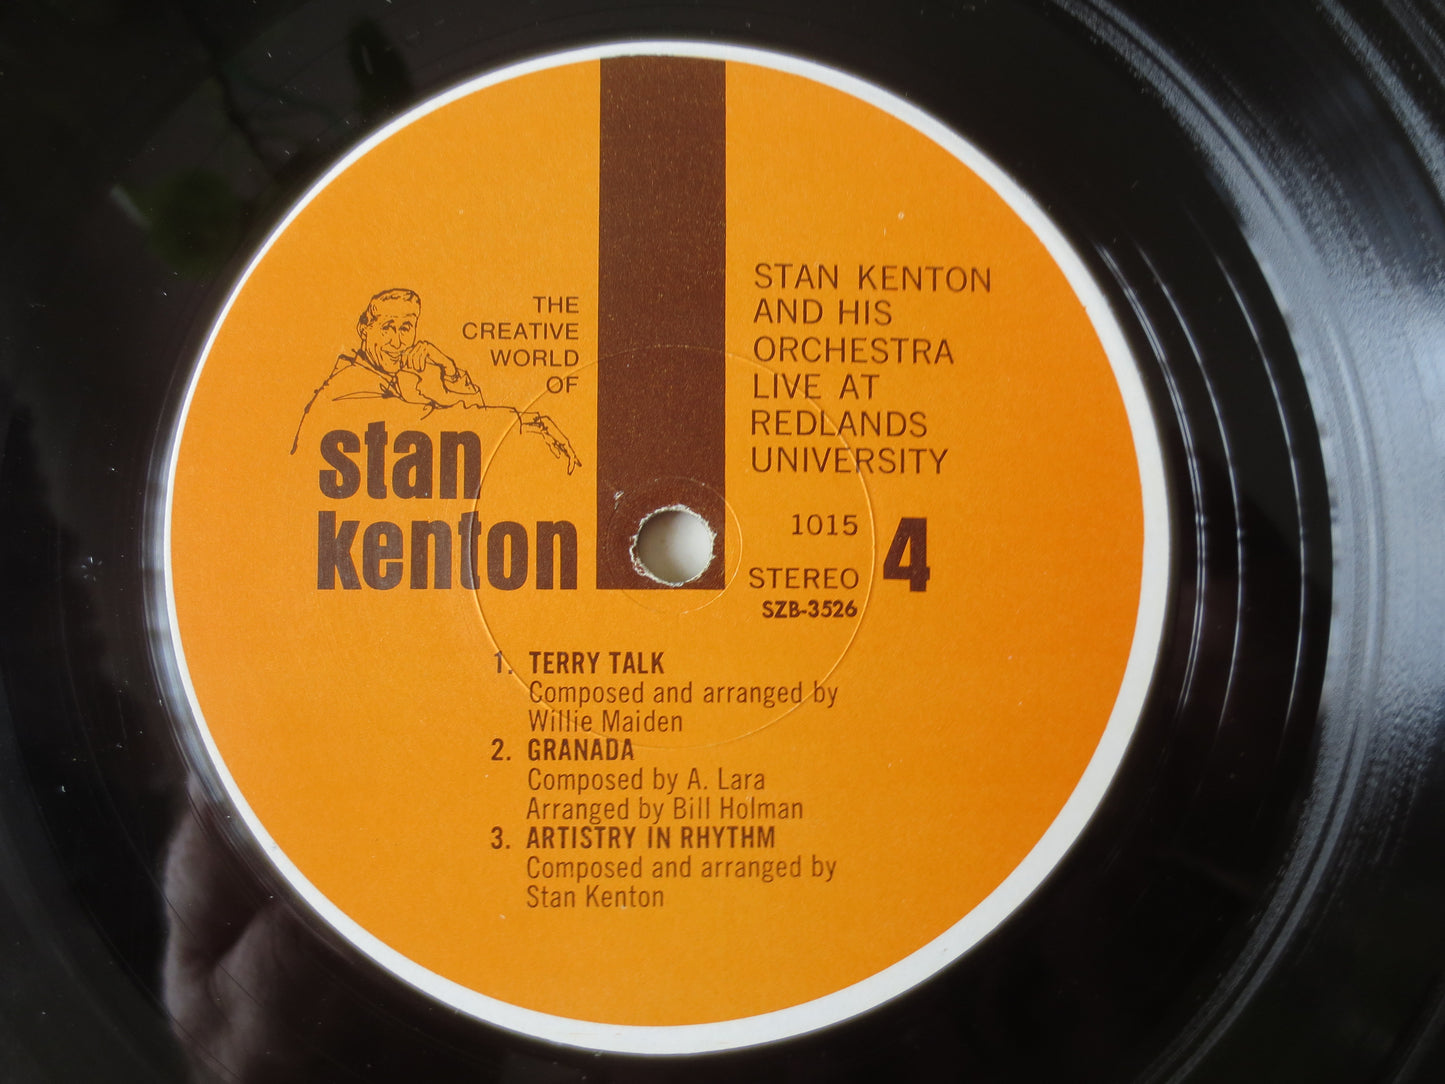 THE
CREATIVE
WORLD
OF
stan
kenton
STAN KENTON
AND HIS
ORCHESTRA
LIVE AT
REDLANDS
UNIVERSITY
1015
STEREO
SZB-3526
4
1. TERRY TALK
Composed and arranged by
Willie Maiden
2. GRANADA
Composed by A. Lara
Arranged by Bill Holman
3. ARTISTRY IN RHYTHM
Composed and arranged by
Stan Kenton